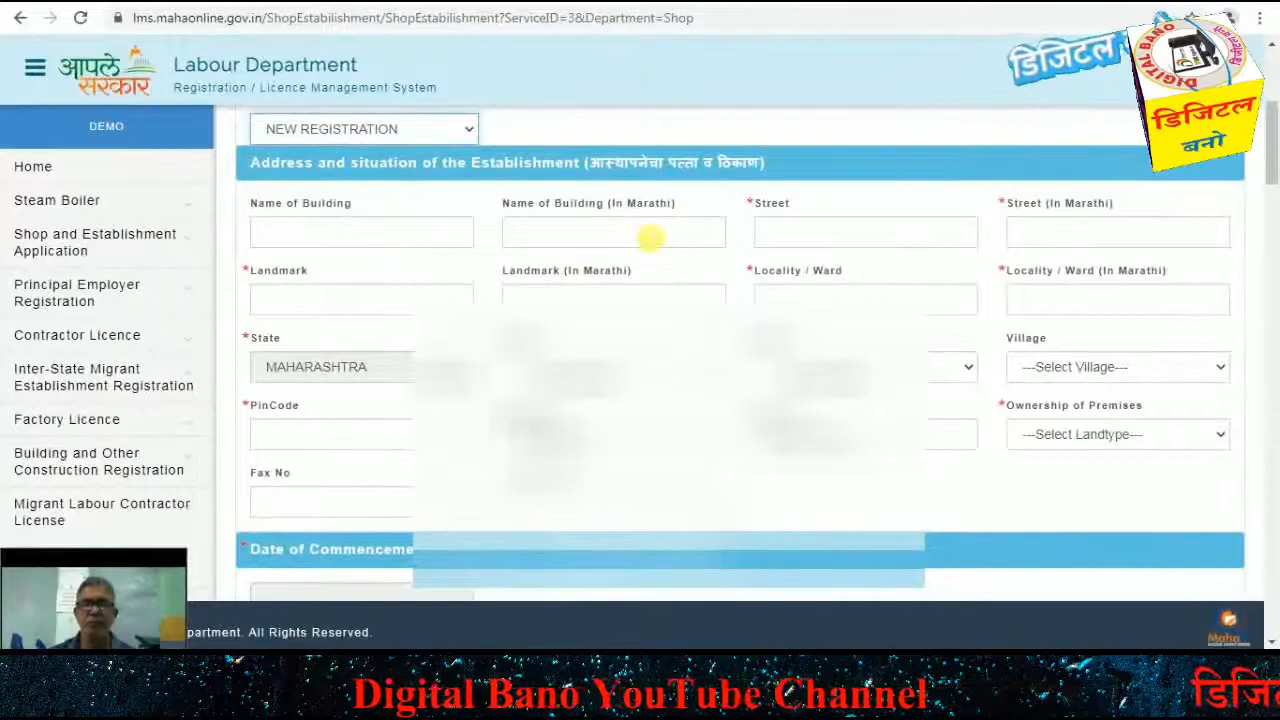 lms.mahaonline.gov.in/ShopEstabilishment/ShopEstabilishment?ServiceID=3&Department=Shop
आपले सरकार
Labour Department
Registration / Licence Management System
डिजिटल
DIGITAL BANO
डिजिटल
बनो
DEMO
Home
Steam Boiler
Shop and Establishment Application
Principal Employer Registration
Contractor Licence
Inter-State Migrant Establishment Registration
Factory Licence
Building and Other Construction Registration
Migrant Labour Contractor License
NEW REGISTRATION
Address and situation of the Establishment (आस्थापनेचा पत्ता व ठिकाण)
Name of Building
Name of Building (In Marathi)
*Street
*Street (In Marathi)
*Landmark
Landmark (In Marathi)
*Locality / Ward
*Locality / Ward (In Marathi)
*State
Village
MAHARASHTRA
---Select Village---
*PinCode
*Ownership of Premises
---Select Landtype---
Fax No
*Date of Commenceme
partment. All Rights Reserved.
Maha
Digital Bano YouTube Channel
डिजि